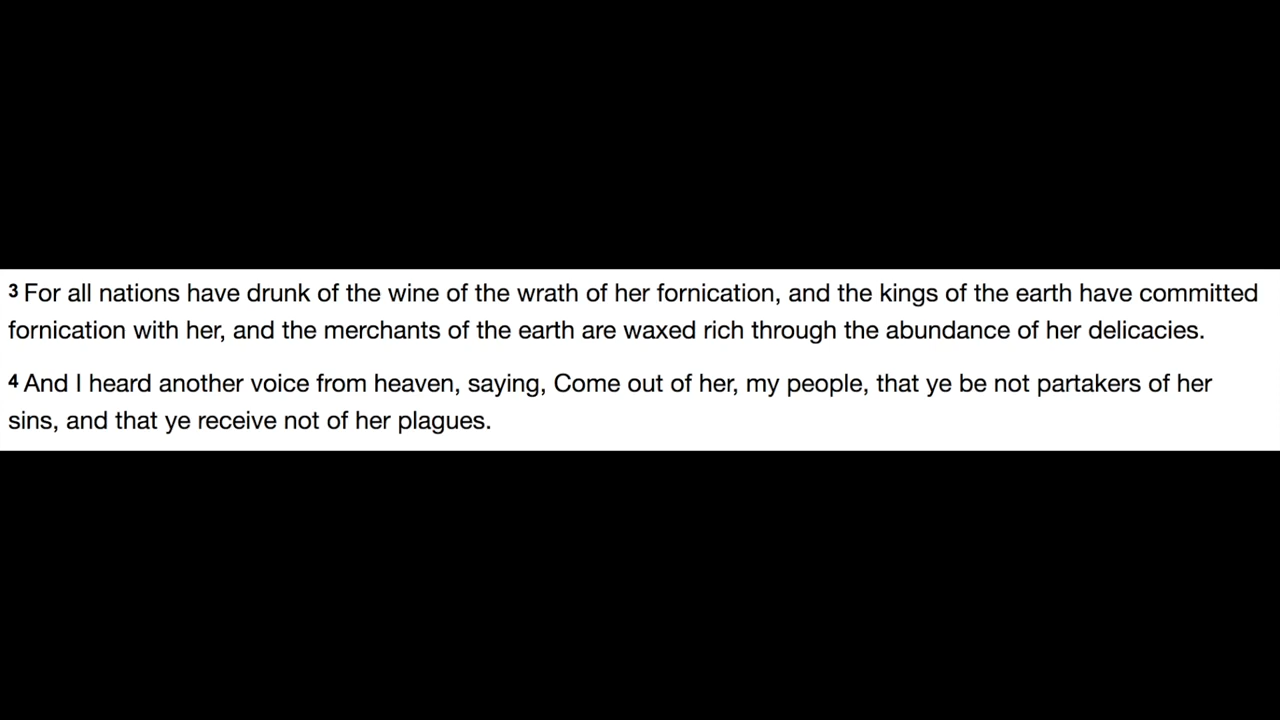 3 For all nations have drunk of the wine of the wrath of her fornication, and the kings of the earth have committed
fornication with her, and the merchants of the earth are waxed rich through the abundance of her delicacies.
4 And I heard another voice from heaven, saying, Come out of her, my people, that ye be not partakers of her
sins, and that ye receive not of her plagues.